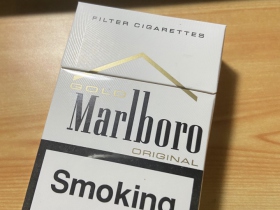 FILTER CIGARETTES
GOLD
Marlboro
ORIGINAL
Smoking